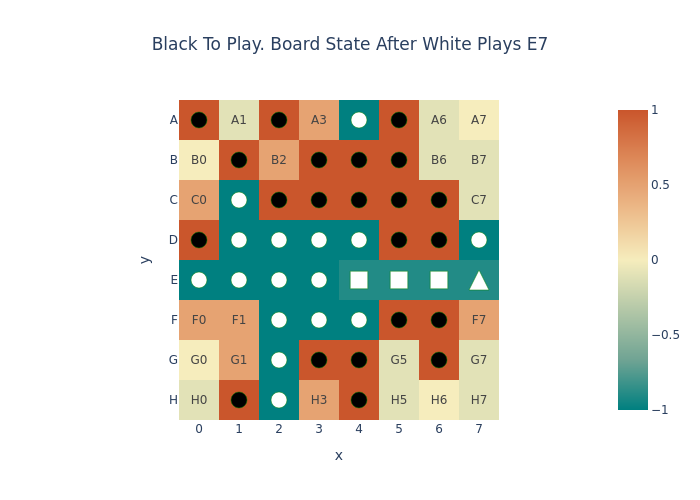 Black To Play. Board State After White Plays E7
A A1 A3 A6 A7
B B0 B2 B6 B7
C C0 C7
D
E
F F0 F1 F7
G G0 G1 G5 G7
H H0 H3 H5 H6 H7
0 1 2 3 4 5 6 7
x
y
1
0.5
0
−0.5
−1